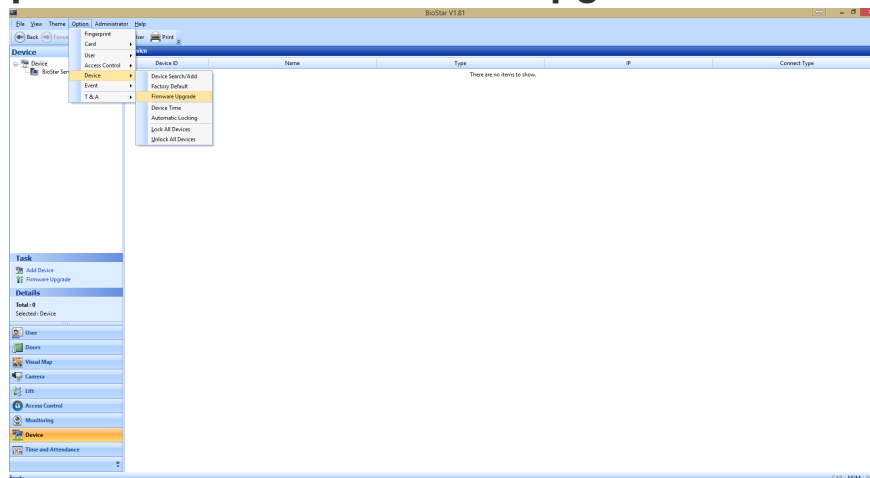 BioStar V1.81
File View Theme Option Administrator Help
Back Print
Fingerprint
Card
User
Access Control
Device
Event
T & A
Device Search/Add
Factory Default
Firmware Upgrade
Device Time
Automatic Locking
Lock All Devices
Unlock All Devices
Device
Device
Device ID Name Type IP Connect Type
There are no items to show.
Task
Add Device
Firmware Upgrade
Details
Total : 0
Selected : Device
User
Doors
Visual Map
Camera
Lift
Access Control
Monitoring
Device
Time and Attendance